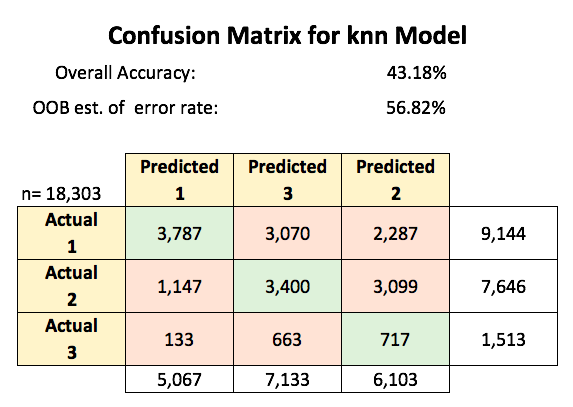 Confusion Matrix for knn Model
Overall Accuracy: 43.18%
OOB est. of error rate: 56.82%
Predicted Predicted Predicted
n= 18,303 1 3 2
Actual
1 3,787 3,070 2,287 9,144
Actual
2 1,147 3,400 3,099 7,646
Actual
3 133 663 717 1,513
5,067 7,133 6,103